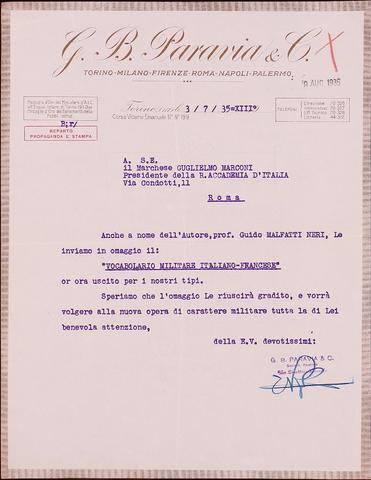 G. B. Paravia & C.
TORINO-MILANO-FIRENZE-ROMA-NAPOLI-PALERMO
9 AUG 1935
Torino, 3/7/35=XIII°
Corso Vittorio Emanuele II° N° 199
TELEFONI
Direzione
Amministrazione
B;r/
REPARTO
PROPAGANDA E STAMPA
A. S.E.
il Marchese GUGLIELMO MARCONI
Presidente della R.ACCADEMIA D'ITALIA
Via Condotti,11
Roma
Anche a nome dell'Autore,prof. Guido MALFATTI NERI, Le
inviamo in omaggio il:
"VOCABOLARIO MILITARE ITALIANO-FRANCESE"
or ora uscito per i nostri tipi.
Speriamo che l'omaggio Le riuscirà gradito, e vorrà
volgere alla nuova opera di carattere militare tutta la di Lei
benevola attenzione,
della E.V. devotissimi:
G. B. PARAVIA & C.